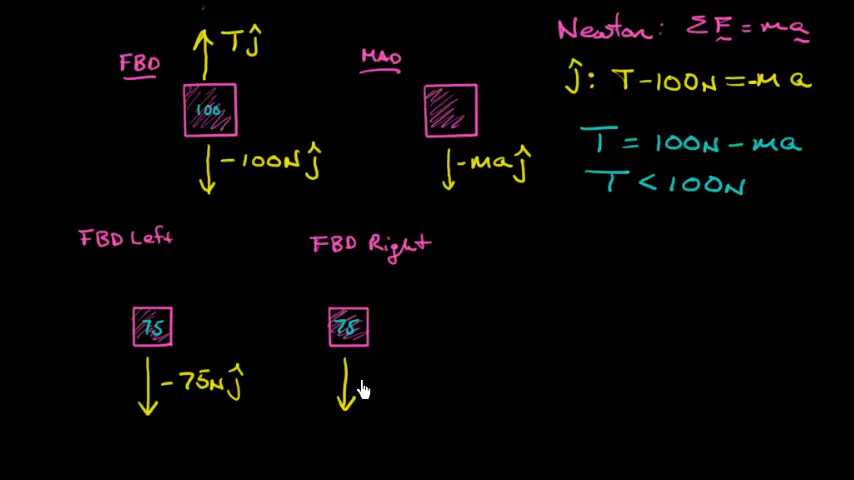 Newton: ΣF = ma
FBD
Tĵ
MAO
ĵ: T-100N = -ma
100
-100Nĵ
-maĵ
T = 100N - ma
T < 100N
FBD Left
FBD Right
75
75
-75Nĵ